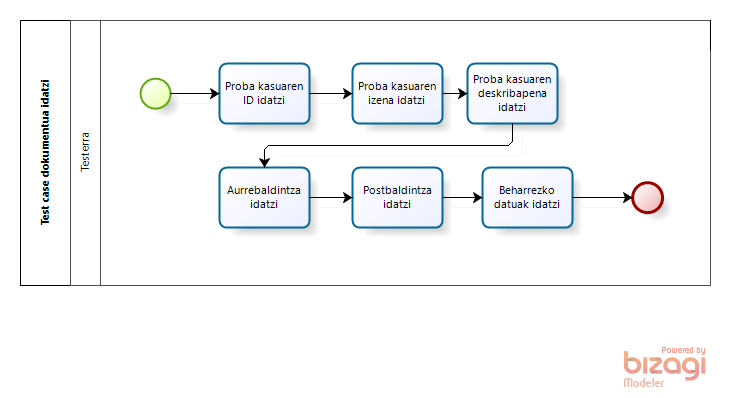 Test case dokumentua idatzi
Testerra
Proba kasuaren
ID idatzi
Proba kasuaren
izena idatzi
Proba kasuaren
deskribapena
idatzi
Aurrebaldintza
idatzi
Postbaldintza
idatzi
Beharrezko
datuak idatzi
Powered by
bizagi
Modeler